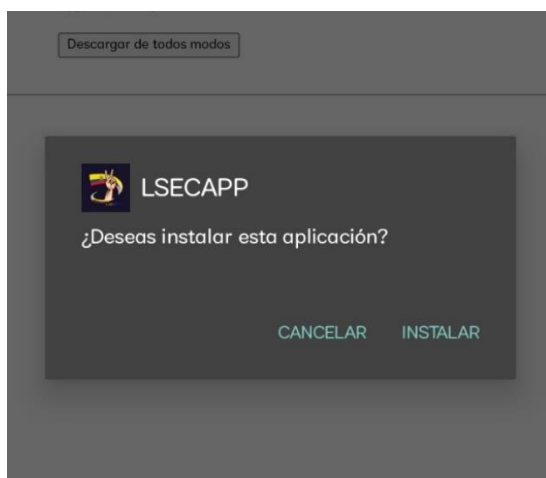 Descargar de todos modos
LSECAPP
¿Deseas instalar esta aplicación?
CANCELAR INSTALAR